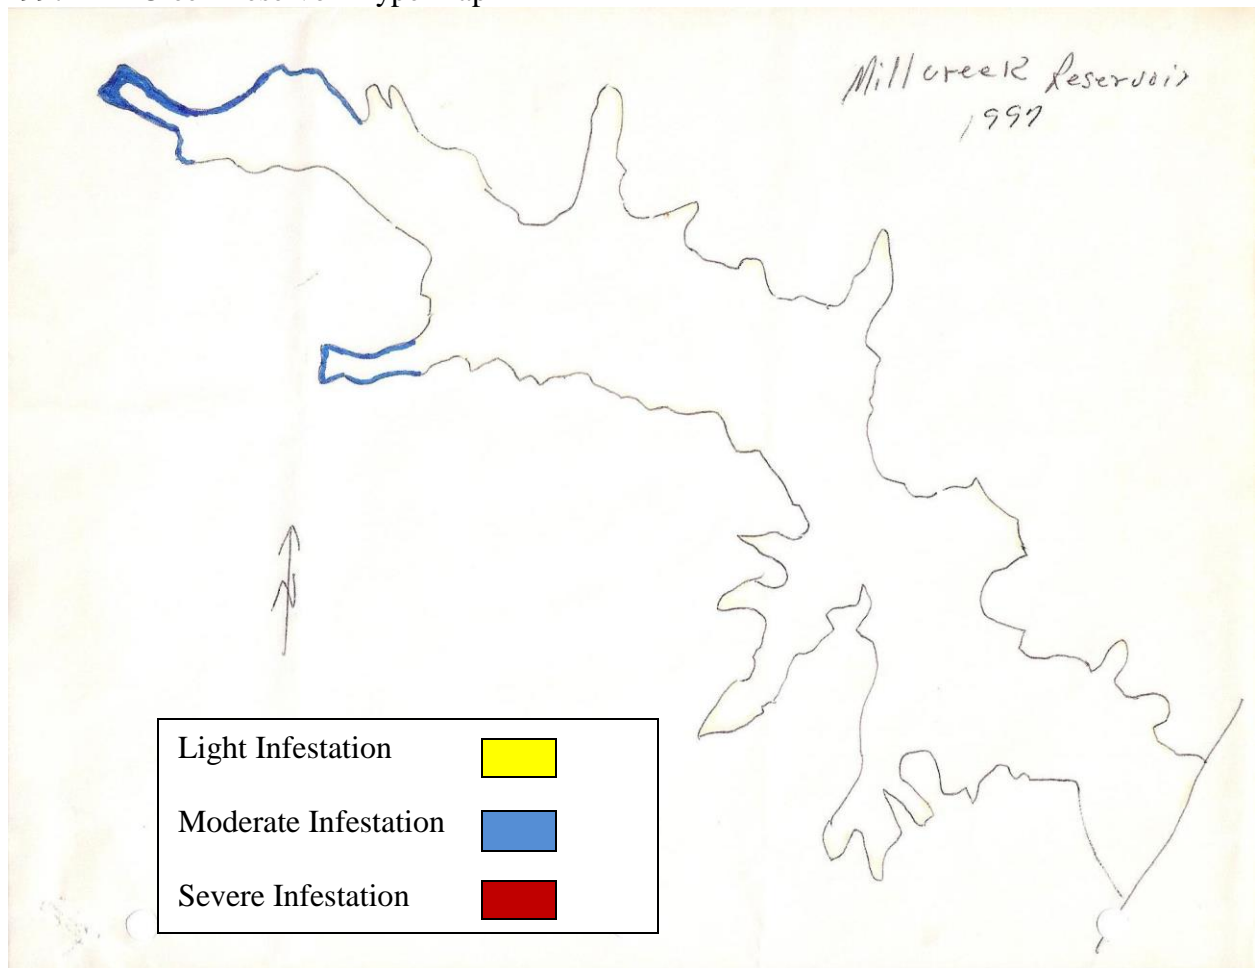 Millcreek Reservoir
1997
N
Light Infestation
Moderate Infestation
Severe Infestation